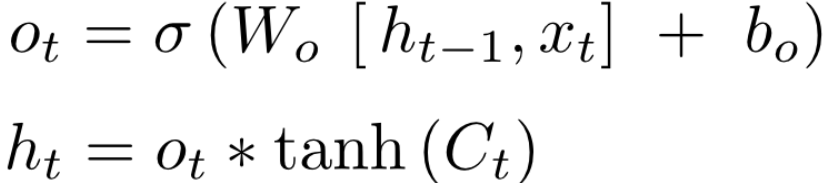 o_t = σ (W_o [ h_{t−1}, x_t] + b_o)
h_t = o_t * tanh (C_t)